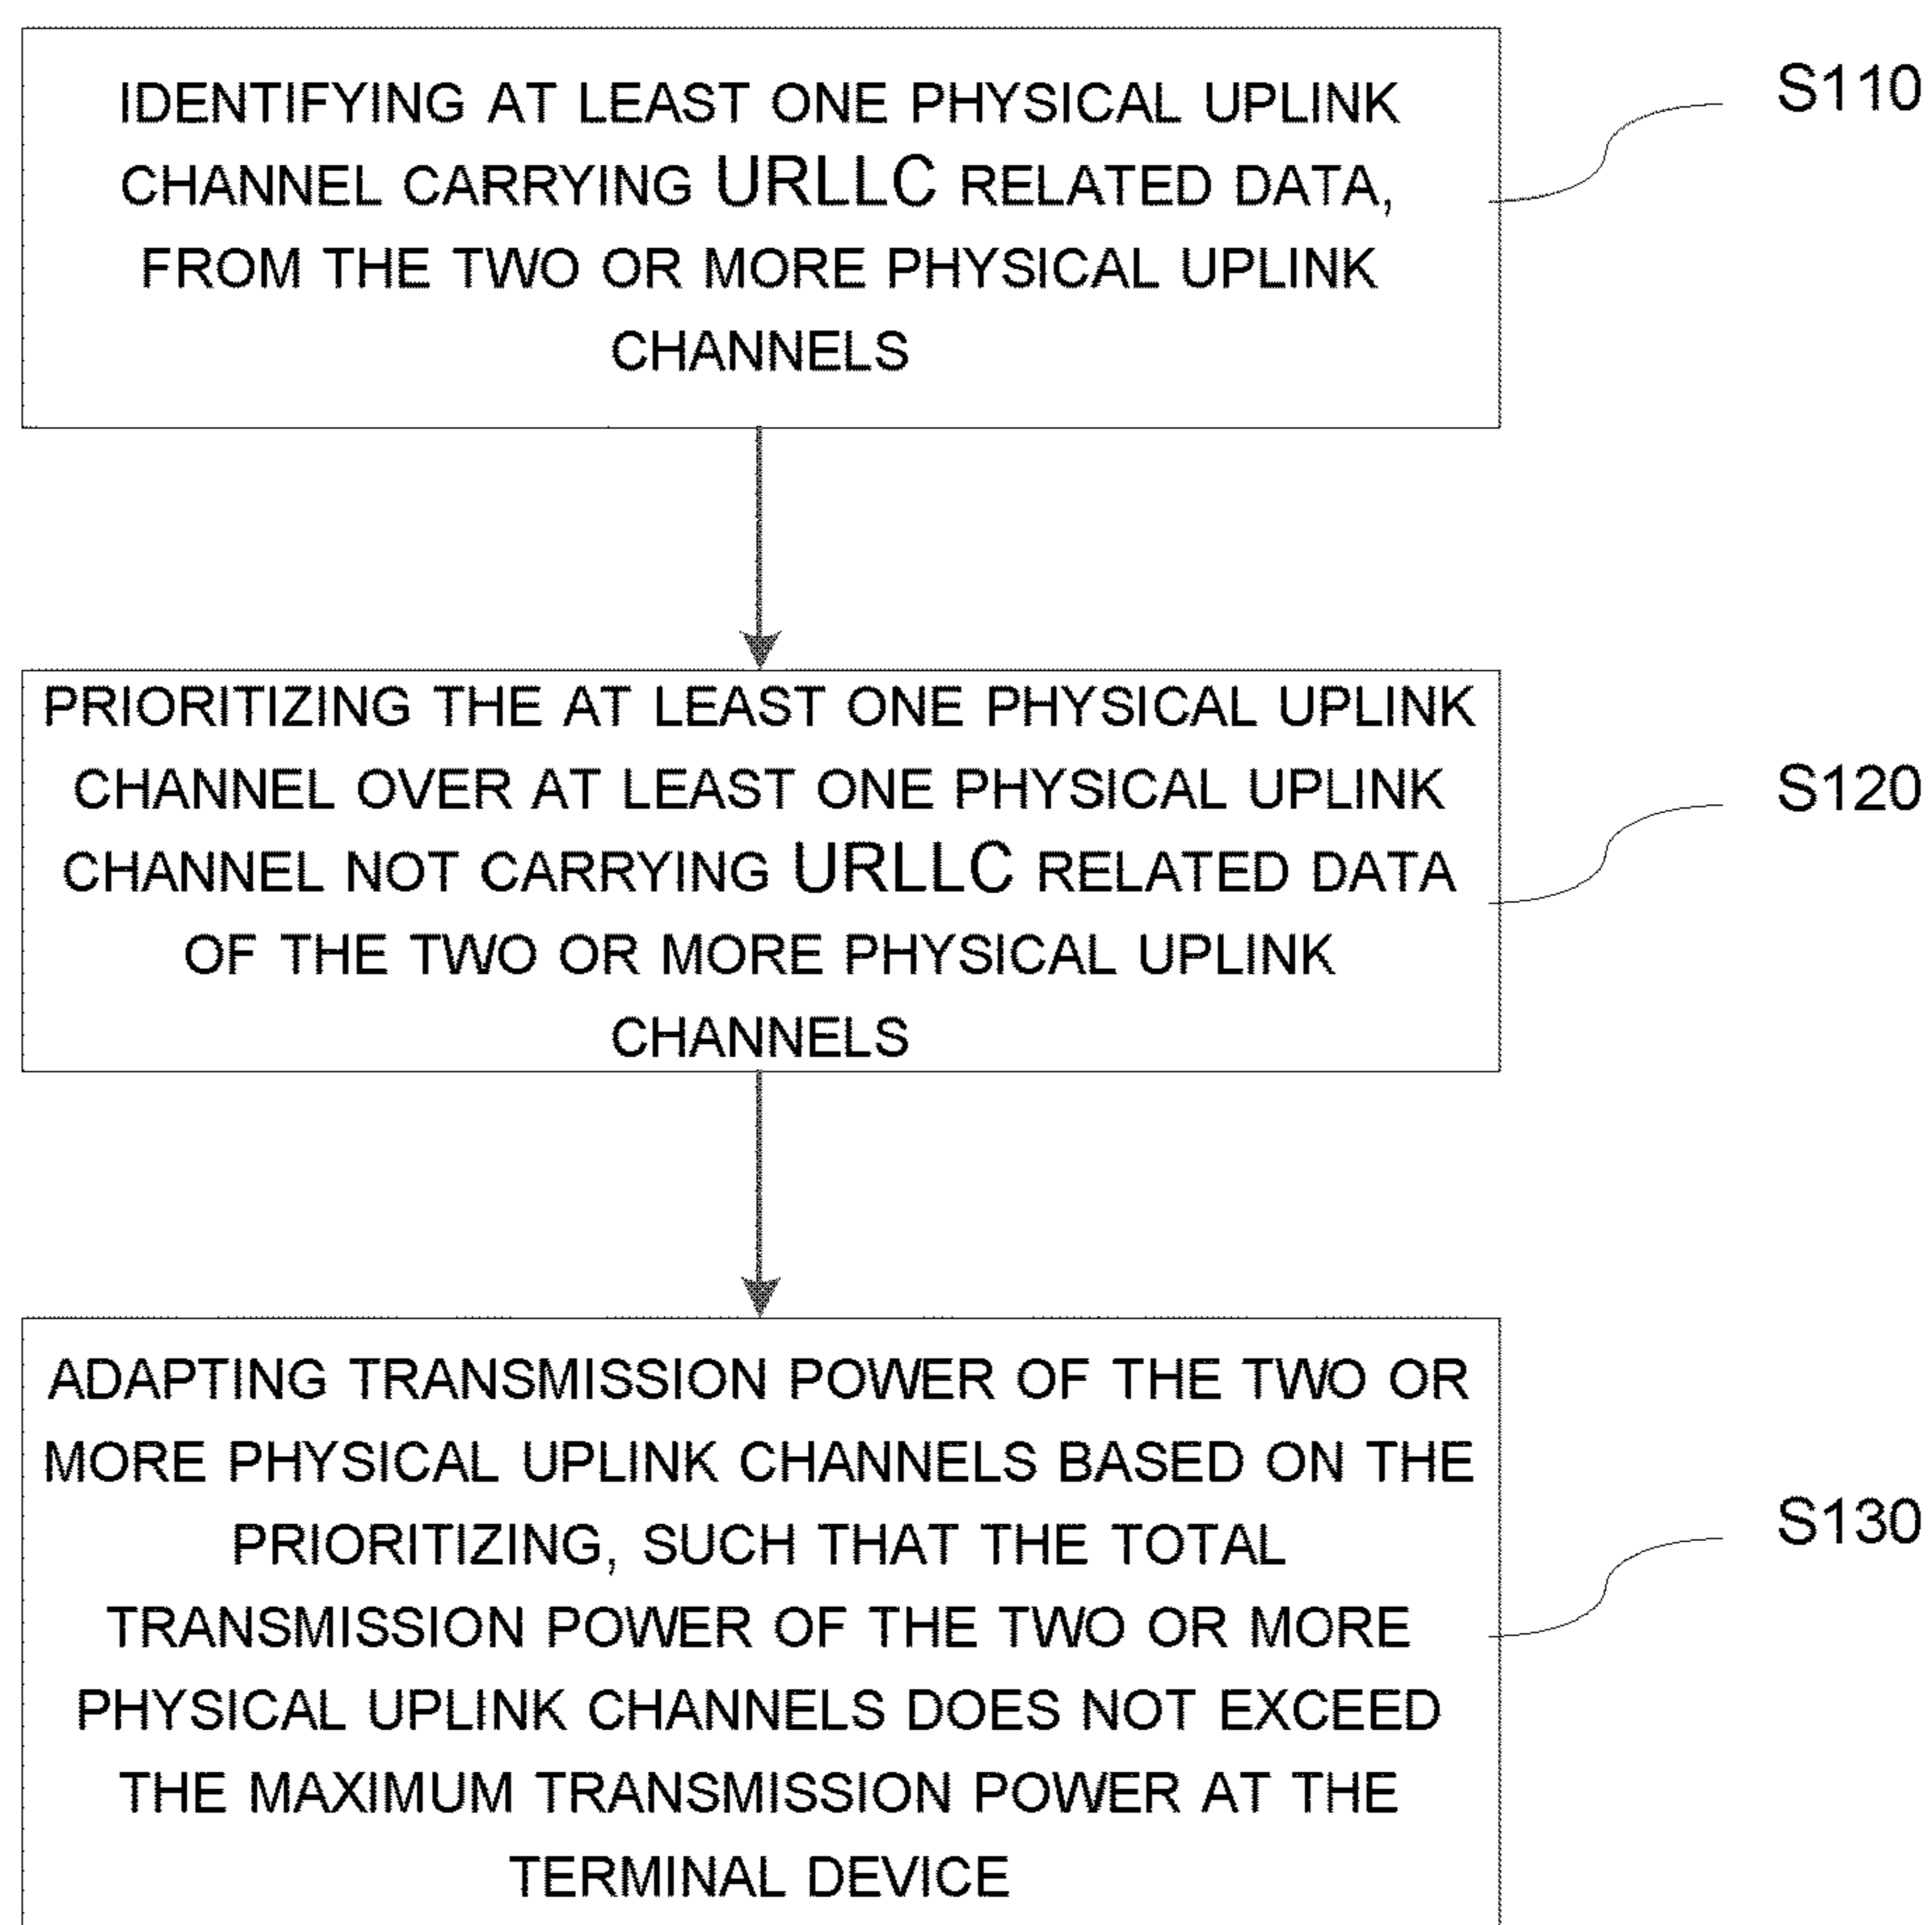 IDENTIFYING AT LEAST ONE PHYSICAL UPLINK
CHANNEL CARRYING URLLC RELATED DATA,
FROM THE TWO OR MORE PHYSICAL UPLINK
CHANNELS
S110
PRIORITIZING THE AT LEAST ONE PHYSICAL UPLINK
CHANNEL OVER AT LEAST ONE PHYSICAL UPLINK
CHANNEL NOT CARRYING URLLC RELATED DATA
OF THE TWO OR MORE PHYSICAL UPLINK
CHANNELS
S120
ADAPTING TRANSMISSION POWER OF THE TWO OR
MORE PHYSICAL UPLINK CHANNELS BASED ON THE
PRIORITIZING, SUCH THAT THE TOTAL
TRANSMISSION POWER OF THE TWO OR MORE
PHYSICAL UPLINK CHANNELS DOES NOT EXCEED
THE MAXIMUM TRANSMISSION POWER AT THE
TERMINAL DEVICE
S130